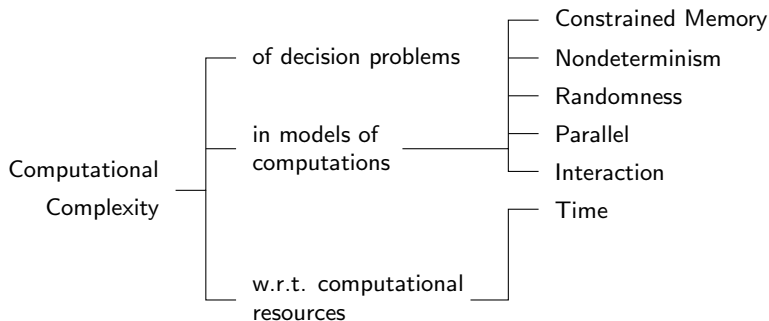 Computational
Complexity
of decision problems
in models of
computations
w.r.t. computational
resources
Constrained Memory
Nondeterminism
Randomness
Parallel
Interaction
Time